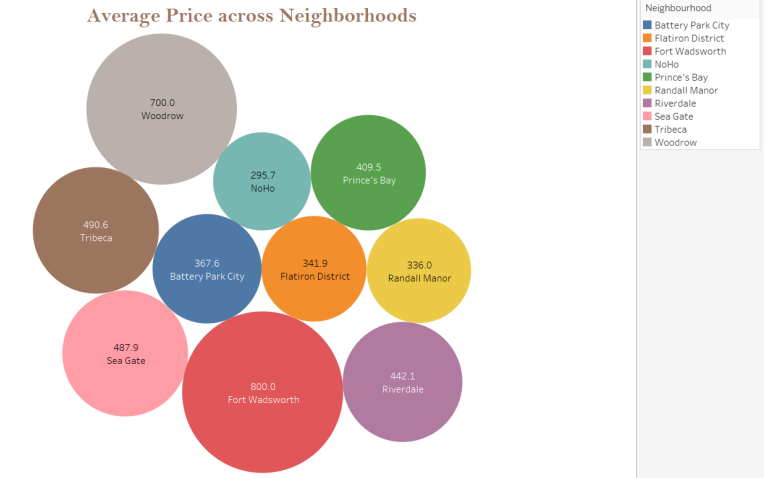 Average Price across Neighborhoods
700.0
Woodrow
295.7
NoHo
409.5
Prince's Bay
490.6
Tribeca
367.6
Battery Park City
341.9
Flatiron District
336.0
Randall Manor
487.9
Sea Gate
800.0
Fort Wadsworth
442.1
Riverdale
Neighbourhood
Battery Park City
Flatiron District
Fort Wadsworth
NoHo
Prince's Bay
Randall Manor
Riverdale
Sea Gate
Tribeca
Woodrow